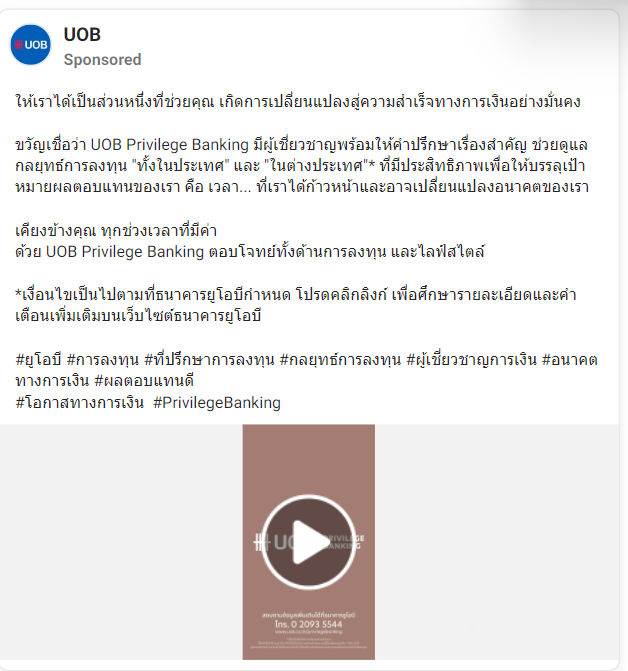 UOB
UOB
Sponsored
ให้เราได้เป็นส่วนหนึ่งที่ช่วยคุณ เกิดการเปลี่ยนแปลงสู่ความสำเร็จทางการเงินอย่างมั่นคง
ขวัญเชื่อว่า UOB Privilege Banking มีผู้เชี่ยวชาญพร้อมให้คำปรึกษาเรื่องสำคัญ ช่วยดูแล
กลยุทธ์การลงทุน "ทั้งในประเทศ" และ "ในต่างประเทศ"* ที่มีประสิทธิภาพเพื่อให้บรรลุเป้า
หมายผลตอบแทนของเรา คือ เวลา... ที่เราได้ก้าวหน้าและอาจเปลี่ยนแปลงอนาคตของเรา
เคียงข้างคุณ ทุกช่วงเวลาที่มีค่า
ด้วย UOB Privilege Banking ตอบโจทย์ทั้งด้านการลงทุน และไลฟ์สไตล์
*เงื่อนไขเป็นไปตามที่ธนาคารยูโอบีกำหนด โปรดคลิกลิงก์ เพื่อศึกษารายละเอียดและคำ
เตือนเพิ่มเติมบนเว็บไซต์ธนาคารยูโอบี
#ยูโอบี #การลงทุน #ที่ปรึกษาการลงทุน #กลยุทธ์การลงทุน #ผู้เชี่ยวชาญการเงิน #อนาคต
ทางการเงิน #ผลตอบแทนดี
#โอกาสทางการเงิน #PrivilegeBanking
สอบถามข้อมูลเพิ่มเติมได้ที่ธนาคารยูโอบี
โทร. 0 2093 5544